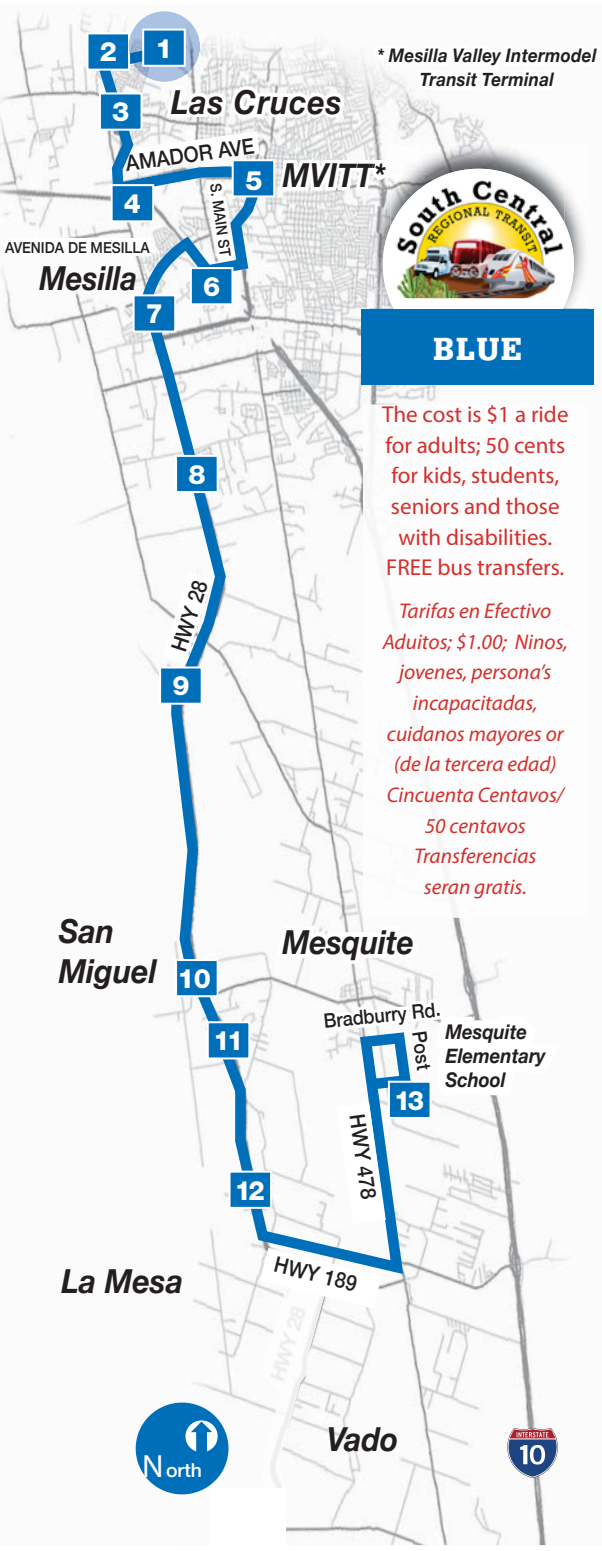 1
2
* Mesilla Valley Intermodel
Transit Terminal
3
Las Cruces
AMADOR AVE
4
5
MVITT*
S. MAIN ST
South Central
REGIONAL TRANSIT
AVENIDA DE MESILLA
Mesilla
6
7
BLUE
The cost is $1 a ride
for adults; 50 cents
for kids, students,
seniors and those
with disabilities.
FREE bus transfers.
Tarifas en Efectivo
Aduitos; $1.00; Ninos,
jovenes, persona's
incapacitadas,
cuidanos mayores or
(de la tercera edad)
Cincuenta Centavos/
50 centavos
Transferencias
seran gratis.
8
HWY 28
9
San
Miguel
10
Mesquite
11
Bradburry Rd.
Post
Mesquite
Elementary
School
13
HWY 478
12
HWY 189
La Mesa
HWY 28
Vado
North
INTERSTATE
10